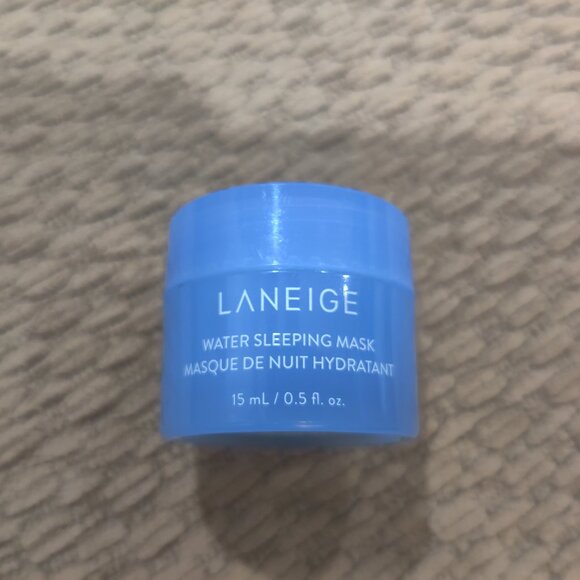 LANEIGE
WATER SLEEPING MASK
MASQUE DE NUIT HYDRATANT
15 mL / 0.5 fl. oz.